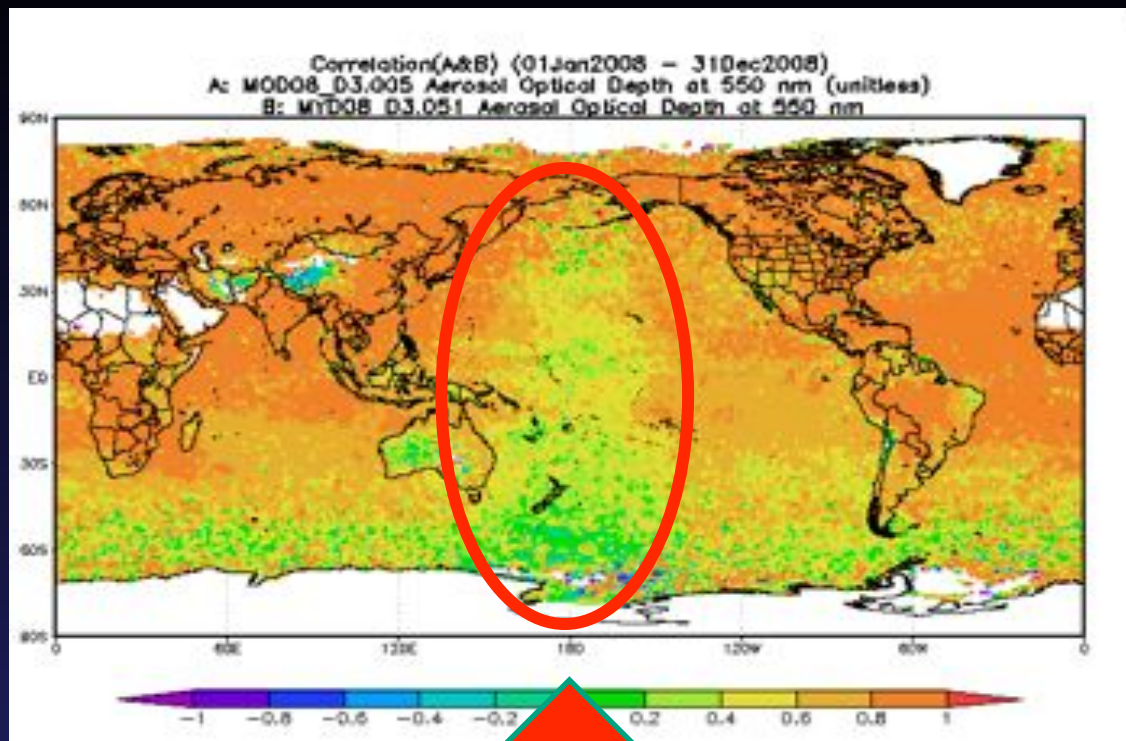 Correlation(A&B) (01Jan2008 - 31Dec2008)
A: MOD08_D3.005 Aerosol Optical Depth at 550 nm (unitless)
B: MYD08_D3.051 Aerosol Optical Depth at 550 nm
90N
60N
30N
EQ
30S
60S
90S
0 60E 120E 180 120W 60W 0
-1 -0.8 -0.6 -0.4 -0.2 0.2 0.4 0.6 0.8 1